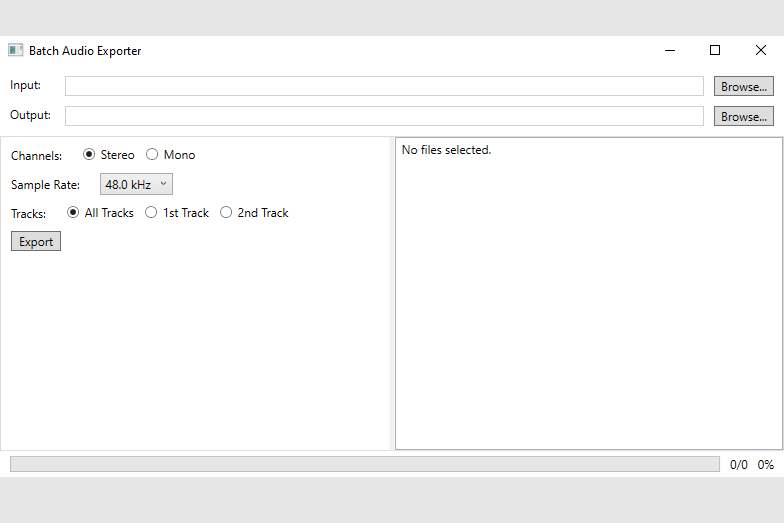 Batch Audio Exporter
Input: Browse...
Output: Browse...
Channels: Stereo Mono
Sample Rate: 48.0 kHz
Tracks: All Tracks 1st Track 2nd Track
Export
No files selected.
0/0 0%